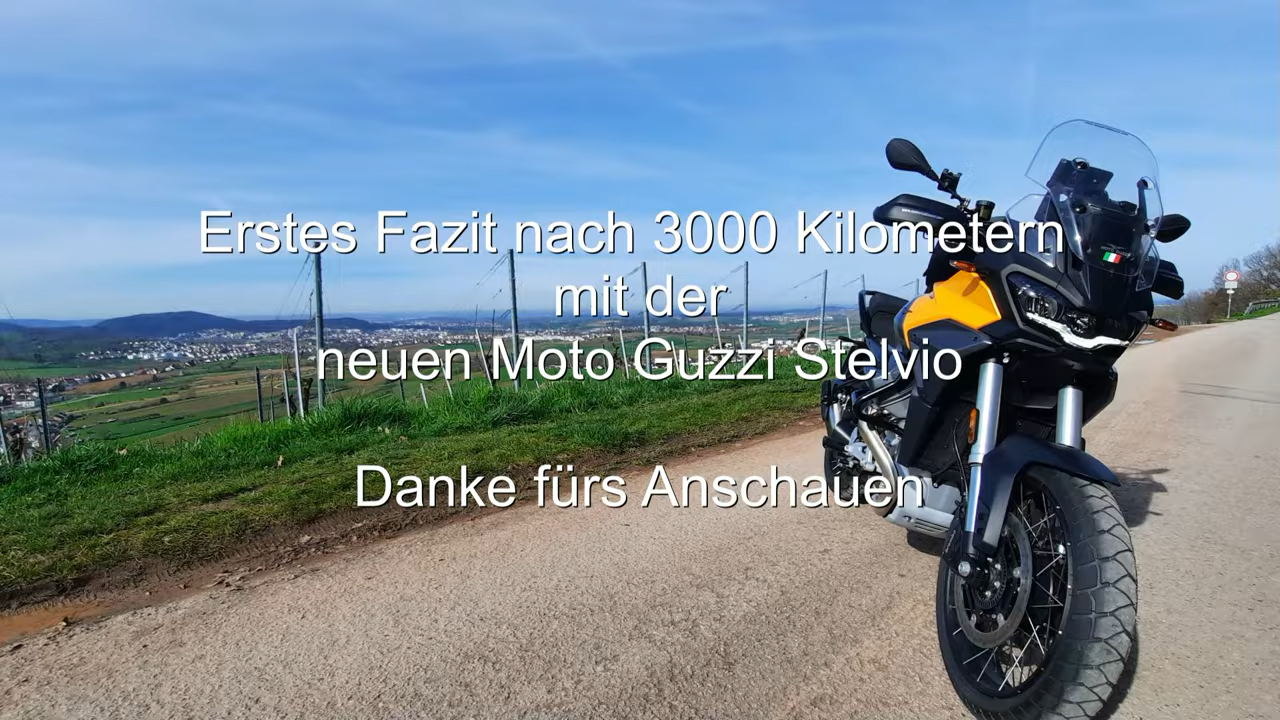 Erstes Fazit nach 3000 Kilometern
mit der
neuen Moto Guzzi Stelvio
Danke fürs Anschauen